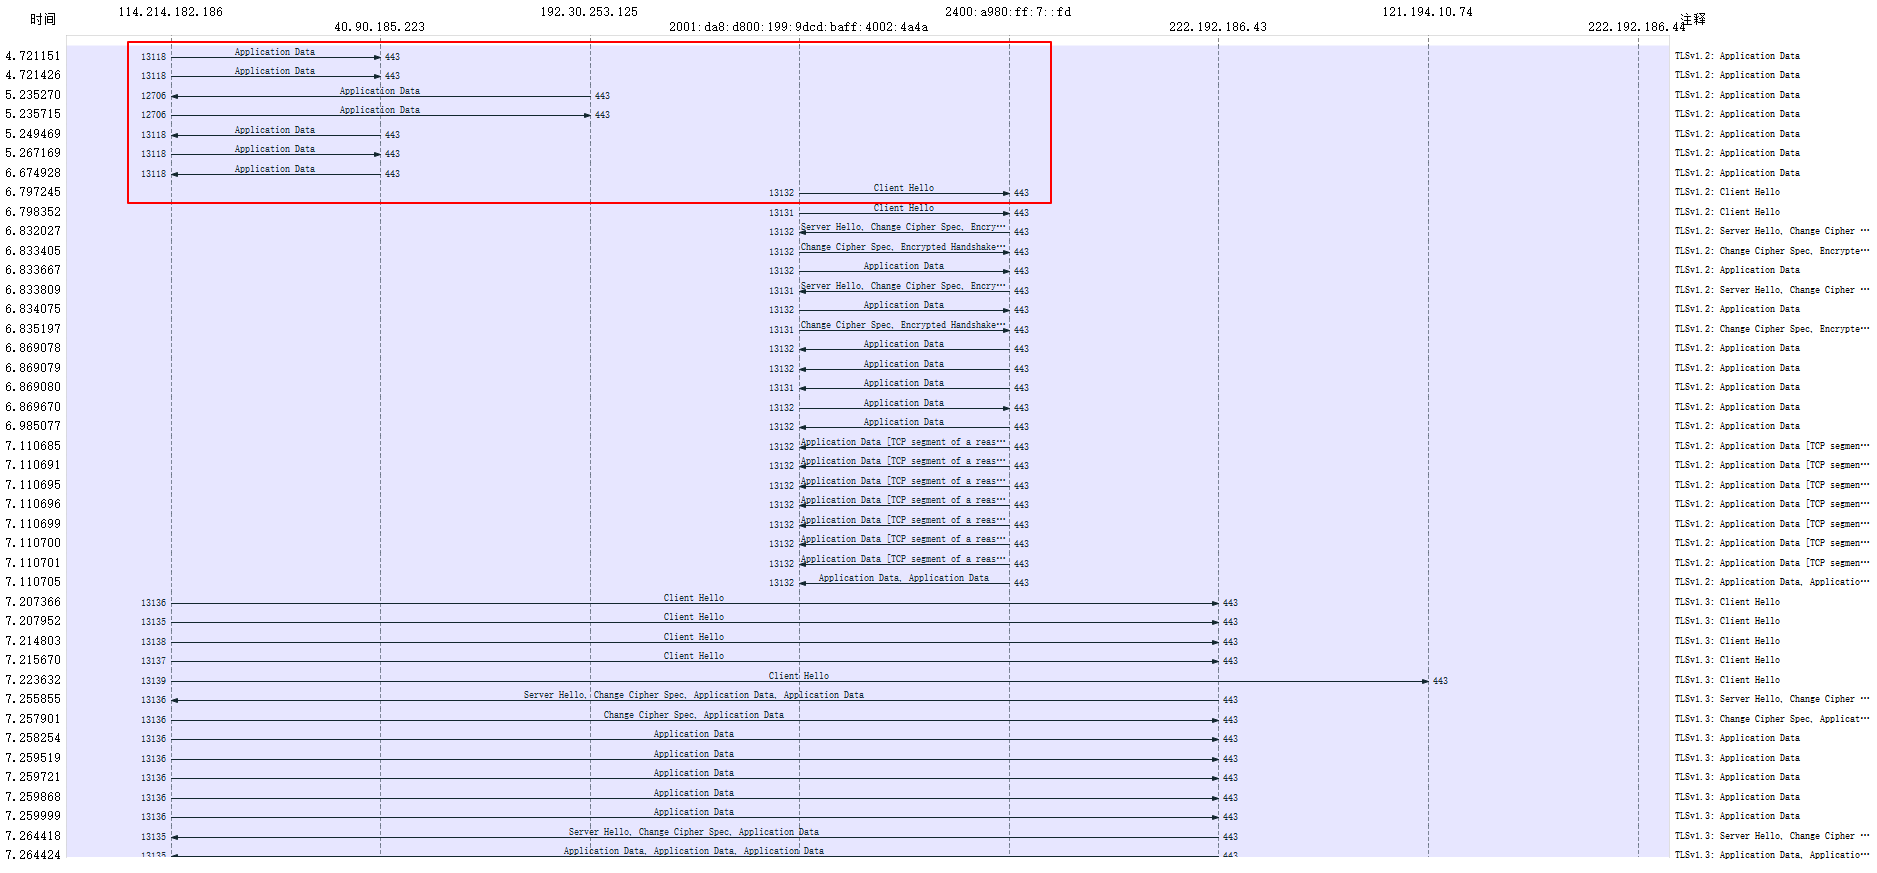 时间 114.214.182.186 192.30.253.125 2400:a980:ff:7::fd 121.194.10.74 注释
40.90.185.223 2001:da8:d800:199:9dcd:baff:4002:4a4a 222.192.186.43 222.192.186.44
4.721151 13118 Application Data 443 TLSv1.2: Application Data
4.721426 13118 Application Data 443 TLSv1.2: Application Data
5.235270 12706 Application Data 443 TLSv1.2: Application Data
5.235715 12706 Application Data 443 TLSv1.2: Application Data
5.249469 13118 Application Data 443 TLSv1.2: Application Data
5.267169 13118 Application Data 443 TLSv1.2: Application Data
6.674928 13118 Application Data 443 TLSv1.2: Application Data
6.797245 13132 Client Hello 443 TLSv1.2: Client Hello
6.798352 13131 Client Hello 443 TLSv1.2: Client Hello
6.832027 13132 Server Hello, Change Cipher Spec, Encry… 443 TLSv1.2: Server Hello, Change Cipher …
6.833405 13132 Change Cipher Spec, Encrypted Handshake… 443 TLSv1.2: Change Cipher Spec, Encrypte…
6.833667 13132 Application Data 443 TLSv1.2: Application Data
6.833809 13131 Server Hello, Change Cipher Spec, Encry… 443 TLSv1.2: Server Hello, Change Cipher …
6.834075 13132 Application Data 443 TLSv1.2: Application Data
6.835197 13131 Change Cipher Spec, Encrypted Handshake… 443 TLSv1.2: Change Cipher Spec, Encrypte…
6.869078 13132 Application Data 443 TLSv1.2: Application Data
6.869079 13132 Application Data 443 TLSv1.2: Application Data
6.869080 13131 Application Data 443 TLSv1.2: Application Data
6.869670 13132 Application Data 443 TLSv1.2: Application Data
6.985077 13132 Application Data 443 TLSv1.2: Application Data
7.110685 13132 Application Data [TCP segment of a reas… 443 TLSv1.2: Application Data [TCP segmen…
7.110691 13132 Application Data [TCP segment of a reas… 443 TLSv1.2: Application Data [TCP segmen…
7.110695 13132 Application Data [TCP segment of a reas… 443 TLSv1.2: Application Data [TCP segmen…
7.110696 13132 Application Data [TCP segment of a reas… 443 TLSv1.2: Application Data [TCP segmen…
7.110699 13132 Application Data [TCP segment of a reas… 443 TLSv1.2: Application Data [TCP segmen…
7.110700 13132 Application Data [TCP segment of a reas… 443 TLSv1.2: Application Data [TCP segmen…
7.110701 13132 Application Data [TCP segment of a reas… 443 TLSv1.2: Application Data [TCP segmen…
7.110705 13132 Application Data, Application Data 443 TLSv1.2: Application Data, Applicatio…
7.207366 13136 Client Hello 443 TLSv1.3: Client Hello
7.207952 13135 Client Hello 443 TLSv1.3: Client Hello
7.214803 13138 Client Hello 443 TLSv1.3: Client Hello
7.215670 13137 Client Hello 443 TLSv1.3: Client Hello
7.223632 13139 Client Hello 443 TLSv1.3: Client Hello
7.255855 13136 Server Hello, Change Cipher Spec, Application Data, Application Data 443 TLSv1.3: Server Hello, Change Cipher …
7.257901 13136 Change Cipher Spec, Application Data 443 TLSv1.3: Change Cipher Spec, Applicat…
7.258254 13136 Application Data 443 TLSv1.3: Application Data
7.259519 13136 Application Data 443 TLSv1.3: Application Data
7.259721 13136 Application Data 443 TLSv1.3: Application Data
7.259868 13136 Application Data 443 TLSv1.3: Application Data
7.259999 13136 Application Data 443 TLSv1.3: Application Data
7.264418 13135 Server Hello, Change Cipher Spec, Application Data 443 TLSv1.3: Server Hello, Change Cipher …
7.264424 13135 Application Data, Application Data, Application Data 443 TLSv1.3: Application Data, Applicatio…